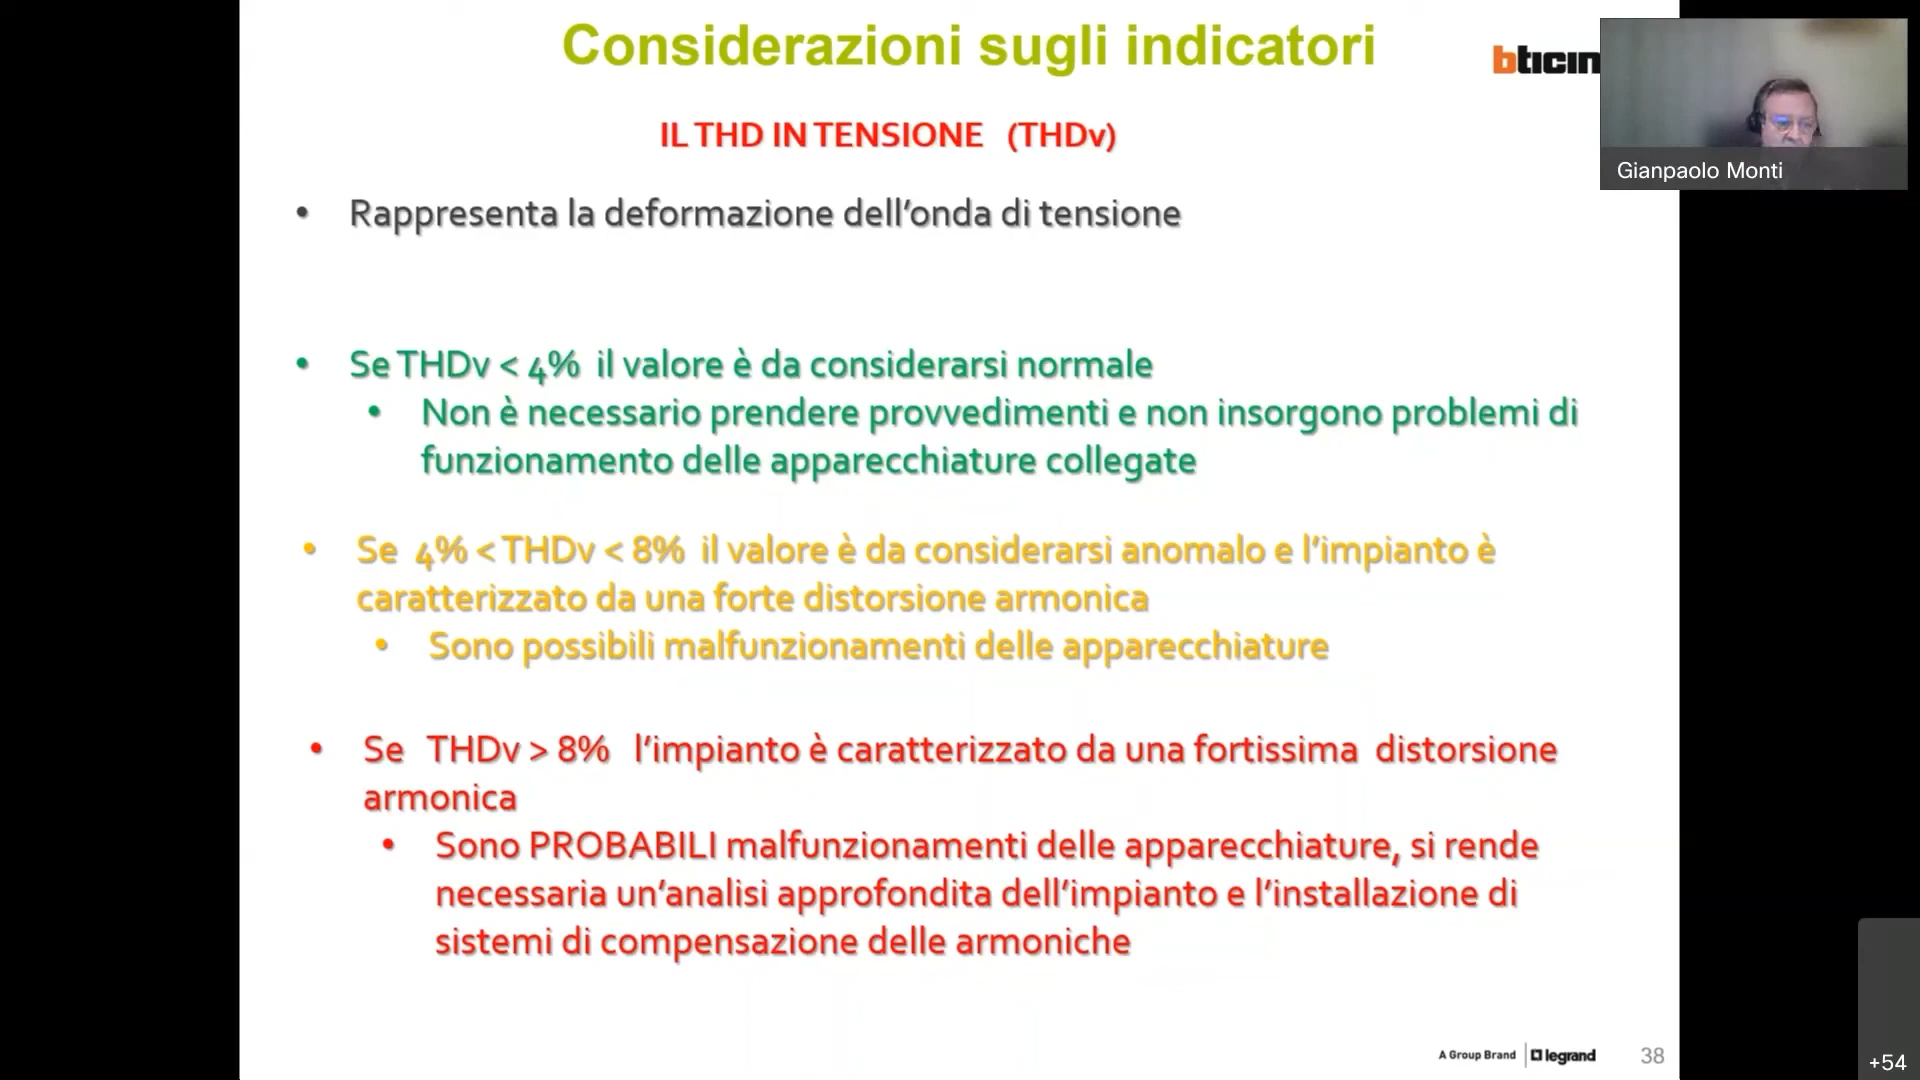 Considerazioni sugli indicatori
bticin
IL THD IN TENSIONE (THDv)
Gianpaolo Monti
• Rappresenta la deformazione dell’onda di tensione
• Se THDv < 4% il valore è da considerarsi normale
• Non è necessario prendere provvedimenti e non insorgono problemi di
funzionamento delle apparecchiature collegate
• Se 4% < THDv < 8% il valore è da considerarsi anomalo e l’impianto è
caratterizzato da una forte distorsione armonica
• Sono possibili malfunzionamenti delle apparecchiature
• Se THDv > 8% l’impianto è caratterizzato da una fortissima distorsione
armonica
• Sono PROBABILI malfunzionamenti delle apparecchiature, si rende
necessaria un’analisi approfondita dell’impianto e l’installazione di
sistemi di compensazione delle armoniche
A Group Brand legrand 38
+54